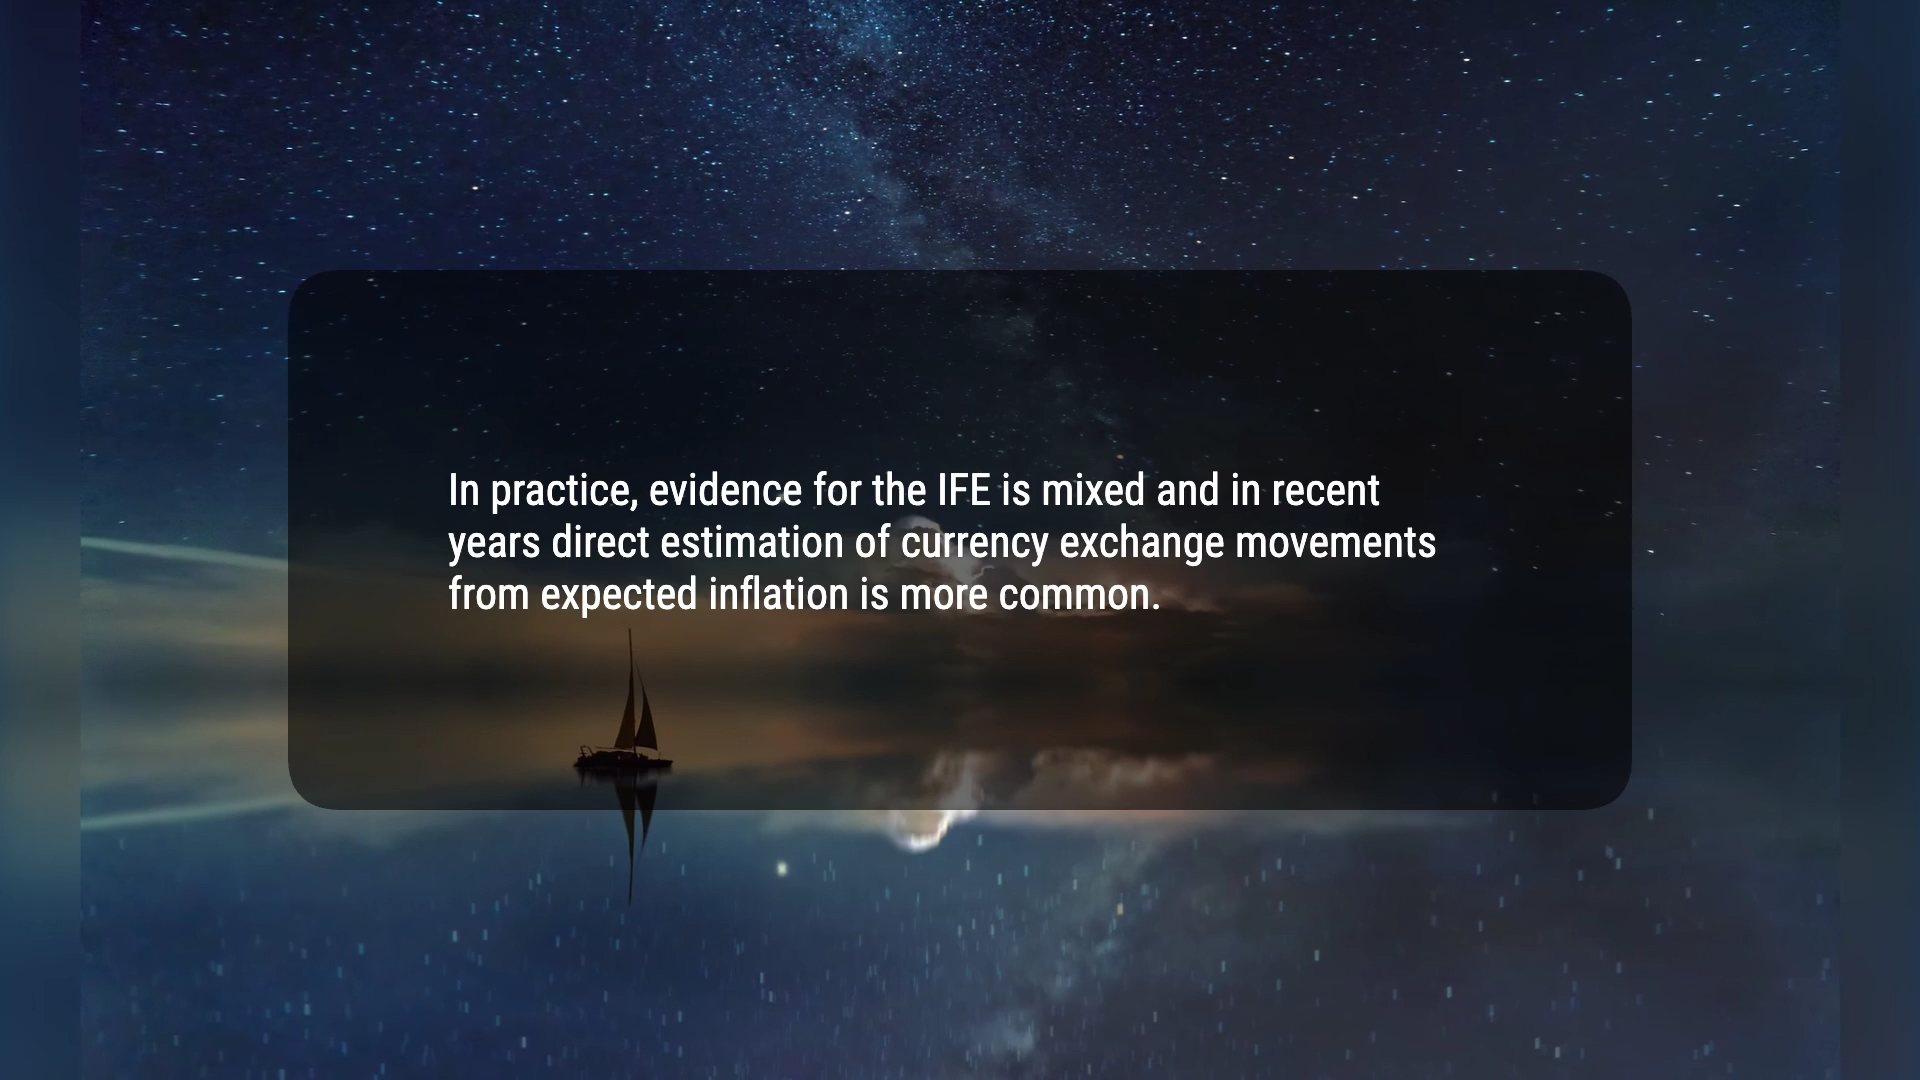 In practice, evidence for the IFE is mixed and in recent
years direct estimation of currency exchange movements
from expected inflation is more common.